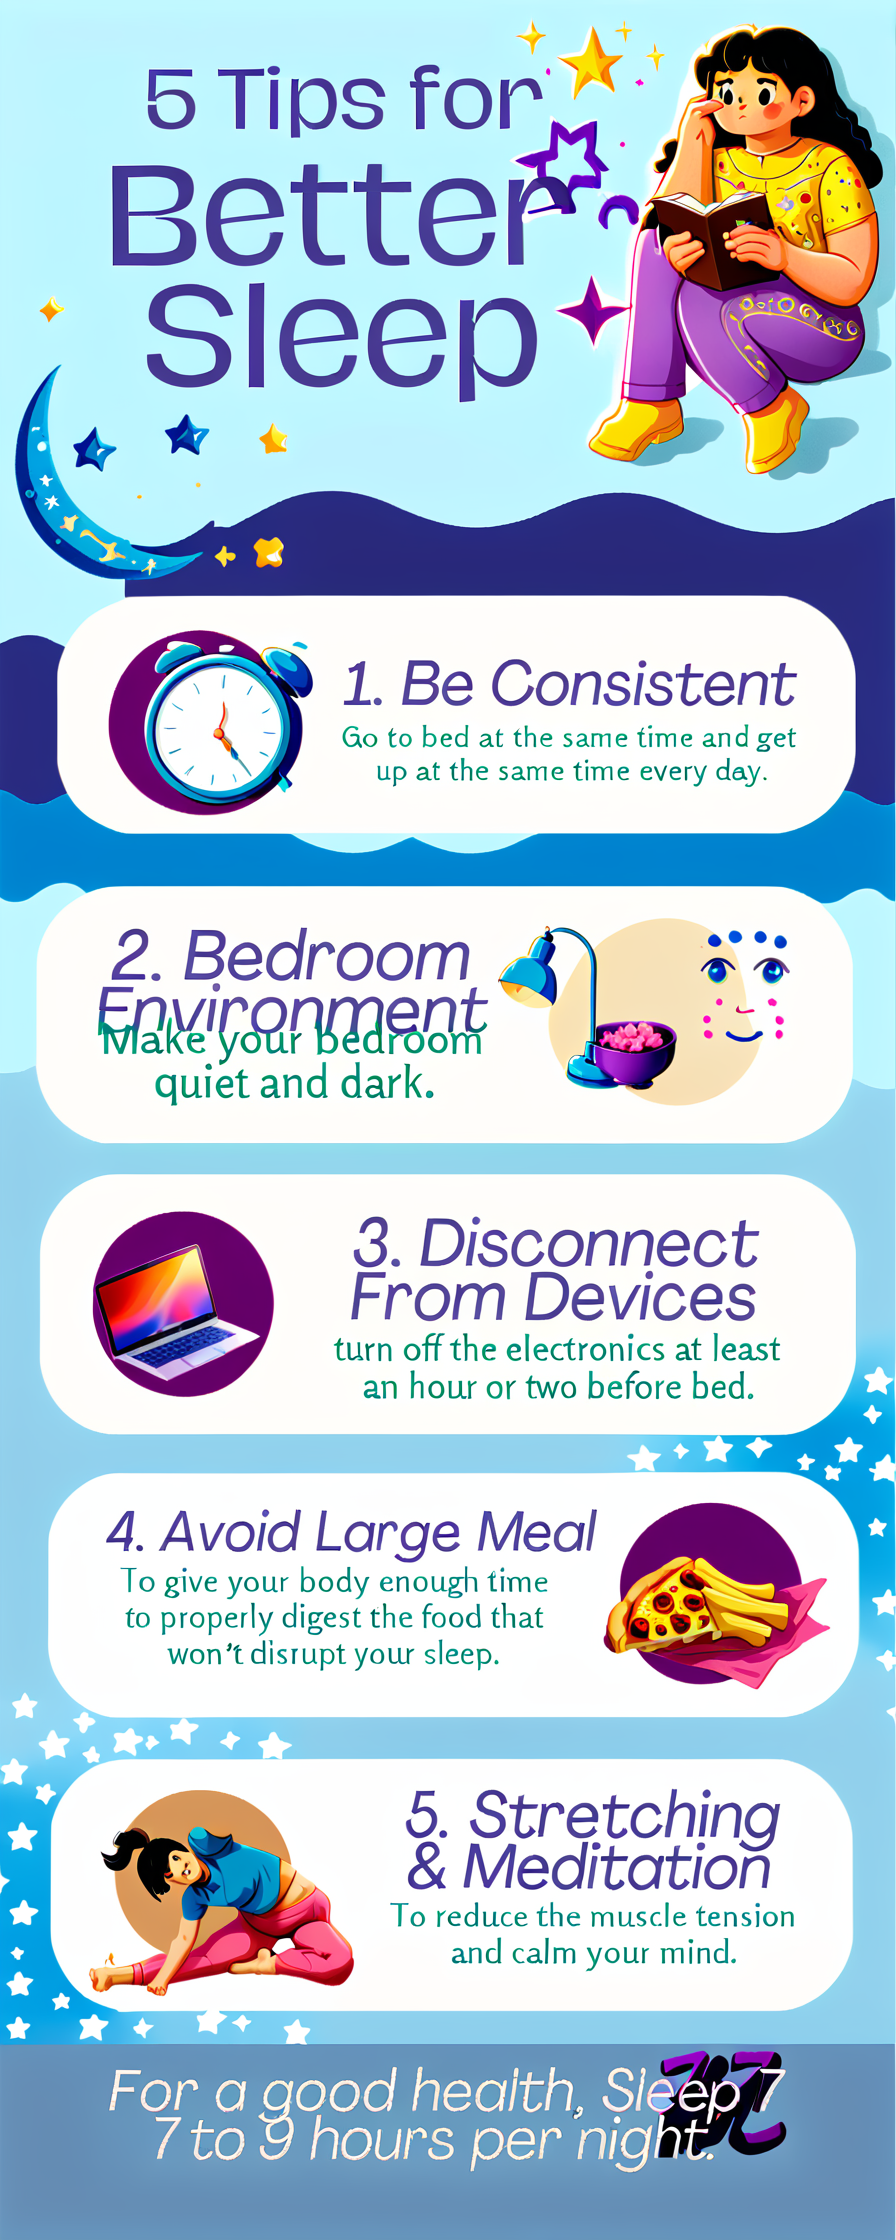 5 Tips for
Better
Sleep
1. Be Consistent
Go to bed at the same time and get
up at the same time every day.
2. Bedroom
Environment
Make your bedroom
quiet and dark.
3. Disconnect
From Devices
turn off the electronics at least
an hour or two before bed.
4. Avoid Large Meal
To give your body enough time
to properly digest the food that
won't disrupt your sleep.
5. Stretching
& Meditation
To reduce the muscle tension
and calm your mind.
For a good health, Sleep 7
7 to 9 hours per night.